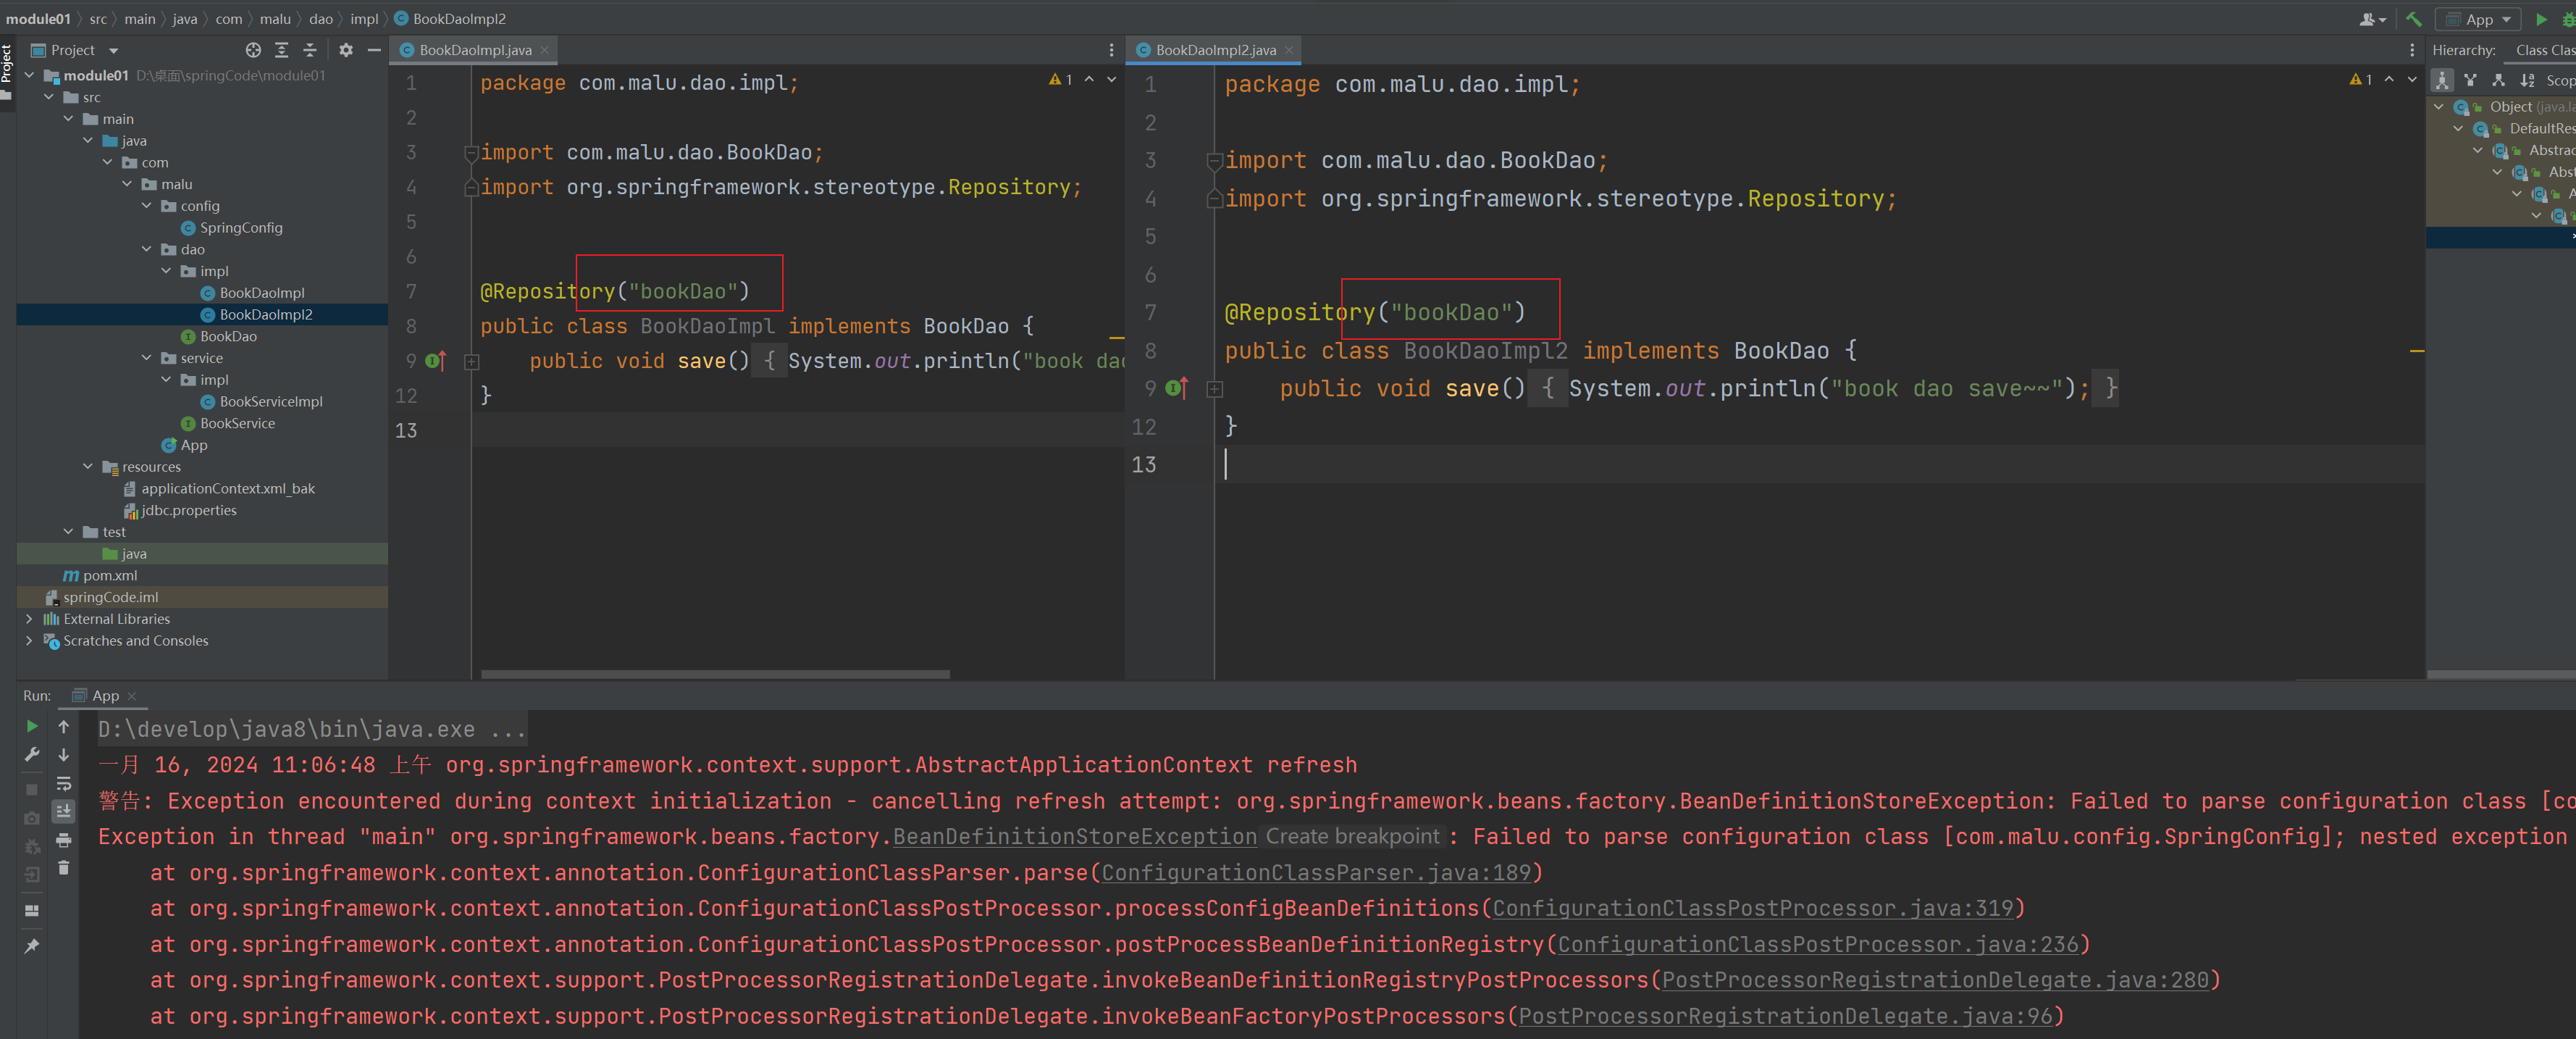 module01 〉 src 〉 main 〉 java 〉 com 〉 malu 〉 dao 〉 impl 〉 BookDaoImpl2
App
Project
Project
module01 D:\桌面\springCode\module01
src
main
java
com
malu
config
SpringConfig
dao
impl
BookDaoImpl
BookDaoImpl2
BookDao
service
impl
BookServiceImpl
BookService
App
resources
applicationContext.xml_bak
jdbc.properties
test
java
pom.xml
springCode.iml
External Libraries
Scratches and Consoles
BookDaoImpl.java
1
1 package com.malu.dao.impl;
2
3 import com.malu.dao.BookDao;
4 import org.springframework.stereotype.Repository;
5
6
7 @Repository("bookDao")
8 public class BookDaoImpl implements BookDao {
9 public void save() { System.out.println("book dao
12 }
13
BookDaoImpl2.java
1
1 package com.malu.dao.impl;
2
3 import com.malu.dao.BookDao;
4 import org.springframework.stereotype.Repository;
5
6
7 @Repository("bookDao")
8 public class BookDaoImpl2 implements BookDao {
9 public void save() { System.out.println("book dao save~~"); }
12 }
13
Hierarchy: Class Clas
Scop
Object (java.la
DefaultRes
Abstrac
Abst
A
Run: App
D:\develop\java8\bin\java.exe ...
一月 16, 2024 11:06:48 上午 org.springframework.context.support.AbstractApplicationContext refresh
警告: Exception encountered during context initialization - cancelling refresh attempt: org.springframework.beans.factory.BeanDefinitionStoreException: Failed to parse configuration class [co
Exception in thread "main" org.springframework.beans.factory.BeanDefinitionStoreException Create breakpoint : Failed to parse configuration class [com.malu.config.SpringConfig]; nested exception
at org.springframework.context.annotation.ConfigurationClassParser.parse(ConfigurationClassParser.java:189)
at org.springframework.context.annotation.ConfigurationClassPostProcessor.processConfigBeanDefinitions(ConfigurationClassPostProcessor.java:319)
at org.springframework.context.annotation.ConfigurationClassPostProcessor.postProcessBeanDefinitionRegistry(ConfigurationClassPostProcessor.java:236)
at org.springframework.context.support.PostProcessorRegistrationDelegate.invokeBeanDefinitionRegistryPostProcessors(PostProcessorRegistrationDelegate.java:280)
at org.springframework.context.support.PostProcessorRegistrationDelegate.invokeBeanFactoryPostProcessors(PostProcessorRegistrationDelegate.java:96)